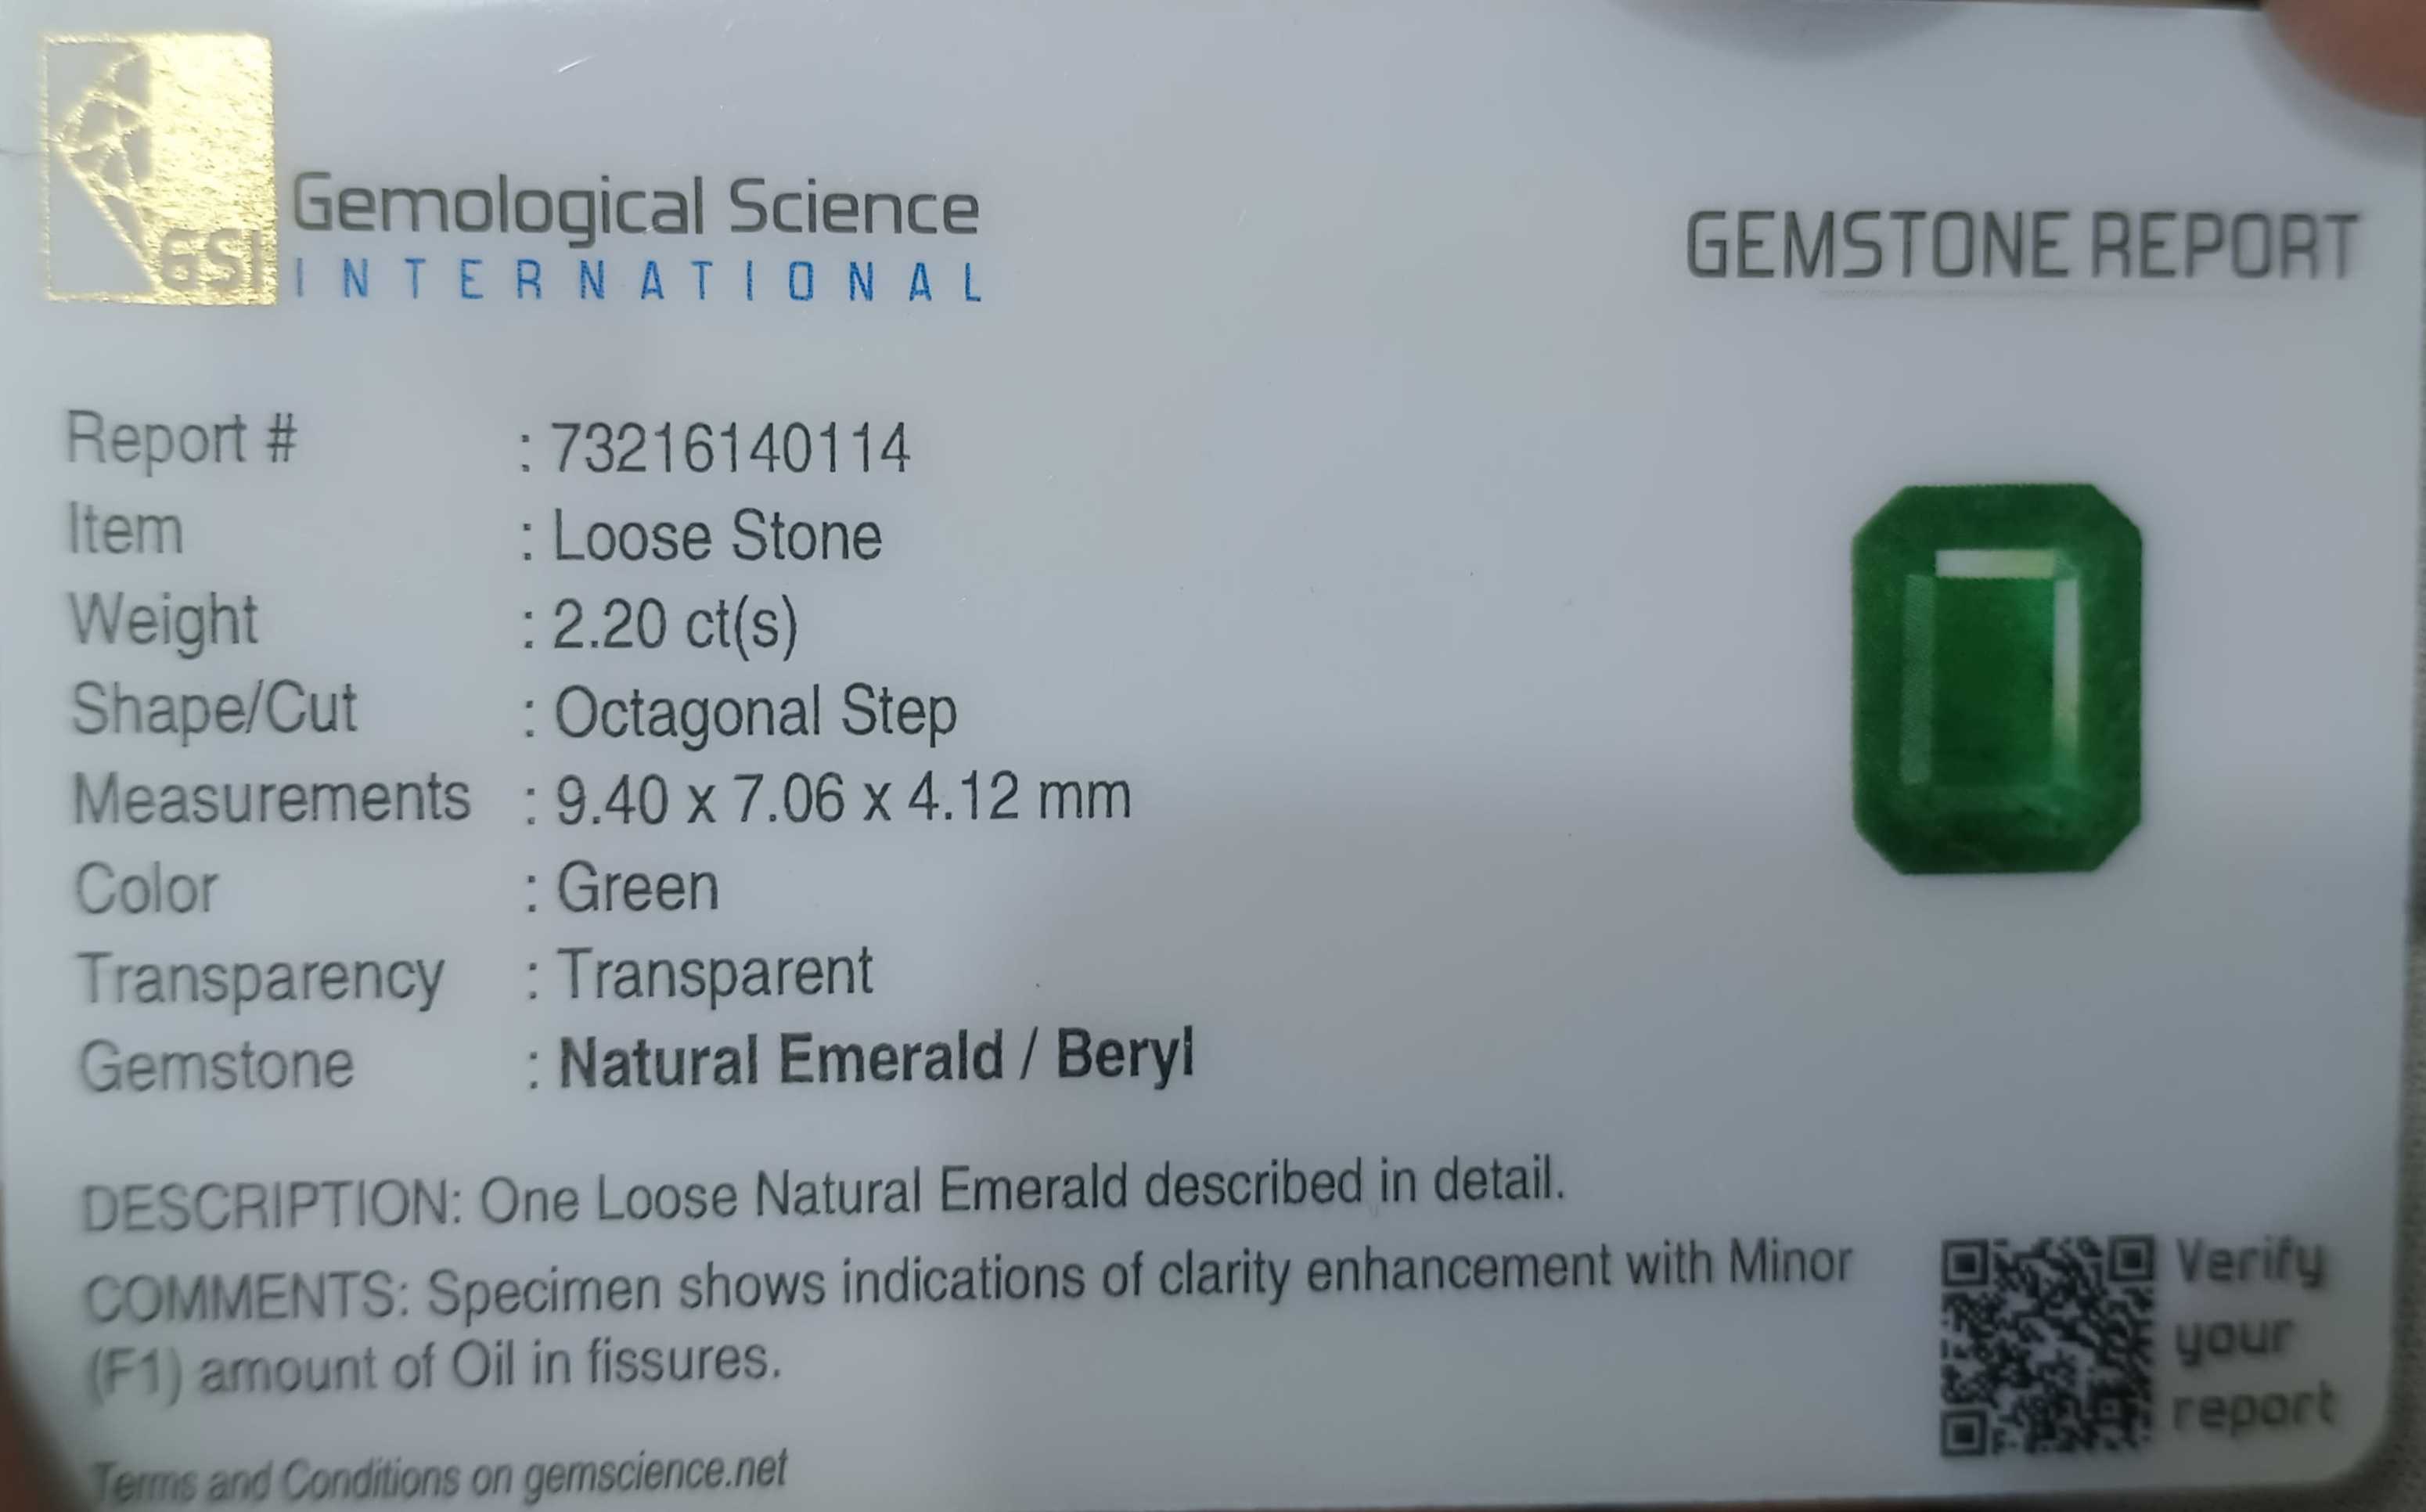 GSI
Gemological Science
INTERNATIONAL
GEMSTONE REPORT
Report # : 73216140114
Item : Loose Stone
Weight : 2.20 ct(s)
Shape/Cut : Octagonal Step
Measurements : 9.40 x 7.06 x 4.12 mm
Color : Green
Transparency : Transparent
Gemstone : Natural Emerald / Beryl
DESCRIPTION: One Loose Natural Emerald described in detail.
COMMENTS: Specimen shows indications of clarity enhancement with Minor
(F1) amount of Oil in fissures.
Verify
your
report
Terms and Conditions on gemscience.net